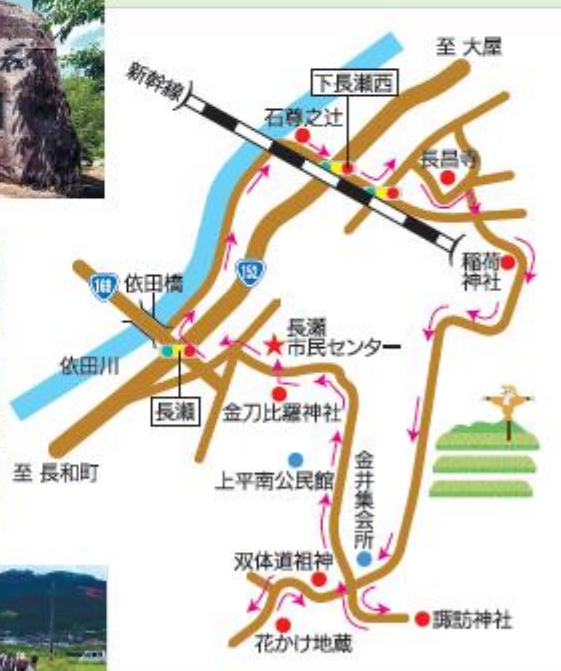 至 大屋
新幹線
下長瀬西
石尊之辻
長昌寺
稲荷
神社
152
168
依田橋
依田川
長瀬
市民センター
長瀬
金刀比羅神社
至 長和町
上平南公民館
金井集会所
双体道祖神
諏訪神社
花かけ地蔵